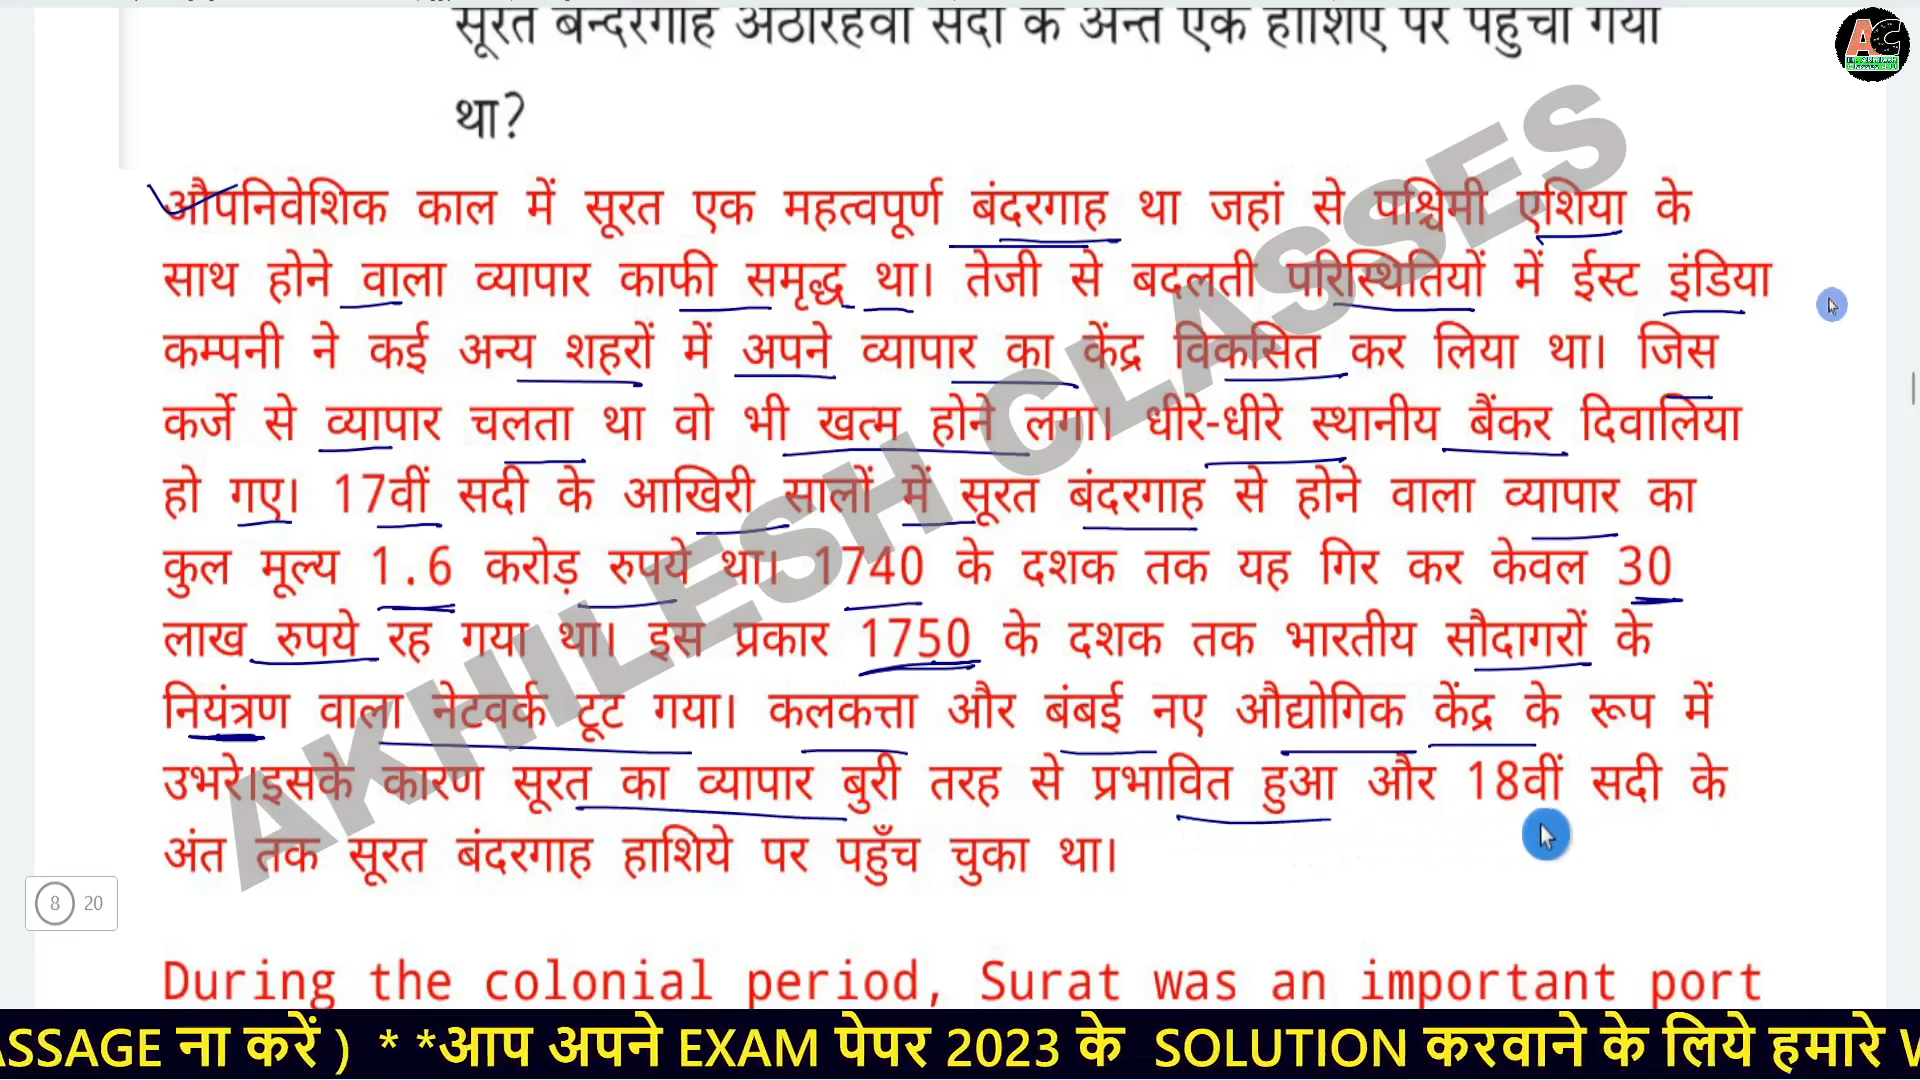 सूरत बन्दरगाह अठारहवीं सदी के अन्त एक हाशिए पर पहुंचा गया
था?
औपनिवेशिक काल में सूरत एक महत्वपूर्ण बंदरगाह था जहां से पश्चिमी एशिया के
साथ होने वाला व्यापार काफी समृद्ध था। तेजी से बदलती परिस्थितियों में ईस्ट इंडिया
कम्पनी ने कई अन्य शहरों में अपने व्यापार का केंद्र विकसित कर लिया था। जिस
कर्जे से व्यापार चलता था वो भी खत्म होने लगा। धीरे-धीरे स्थानीय बैंकर दिवालिया
हो गए। 17वीं सदी के आखिरी सालों में सूरत बंदरगाह से होने वाला व्यापार का
कुल मूल्य 1.6 करोड़ रुपये था। 1740 के दशक तक यह गिर कर केवल 30
लाख रुपये रह गया था। इस प्रकार 1750 के दशक तक भारतीय सौदागरों के
नियंत्रण वाला नेटवर्क टूट गया। कलकत्ता और बंबई नए औद्योगिक केंद्र के रूप में
उभरे।इसके कारण सूरत का व्यापार बुरी तरह से प्रभावित हुआ और 18वीं सदी के
अंत तक सूरत बंदरगाह हाशिये पर पहुँच चुका था।
AKHILESH CLASSES
AC
8 20
During the colonial period, Surat was an important port
ASSAGE ना करें ) * *आप अपने EXAM पेपर 2023 के SOLUTION करवाने के लिये हमारे